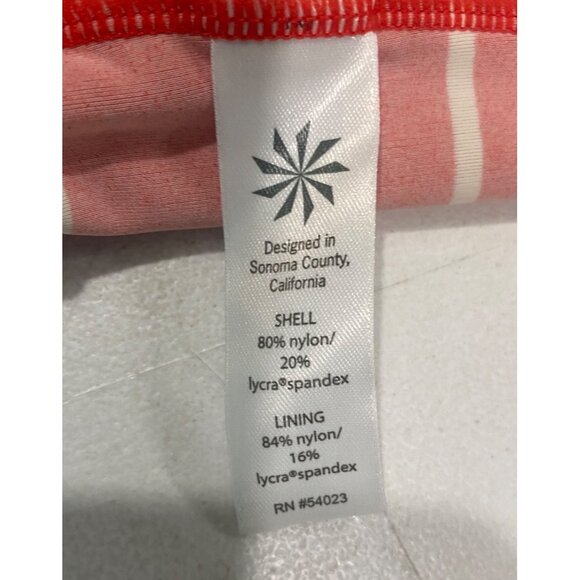 Designed in
Sonoma County,
California
SHELL
80% nylon/
20%
lycra®spandex
LINING
84% nylon/
16%
lycra®spandex
RN #54023